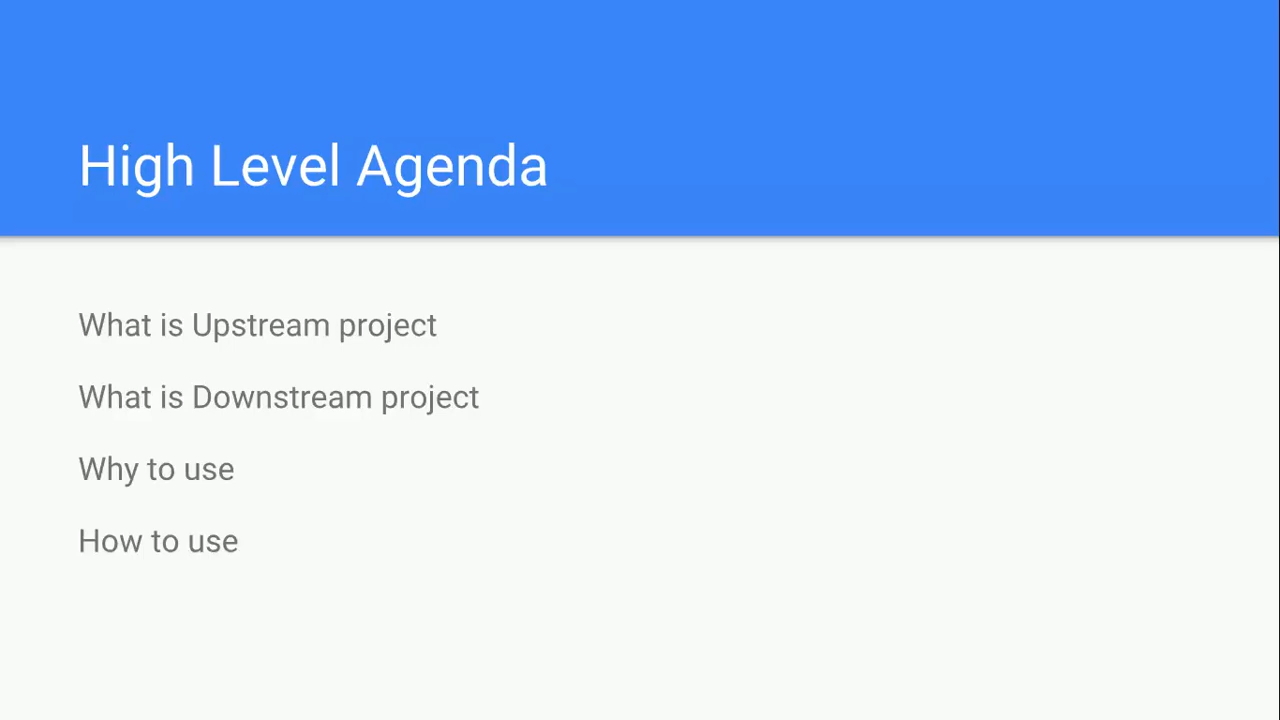 High Level Agenda
What is Upstream project
What is Downstream project
Why to use
How to use